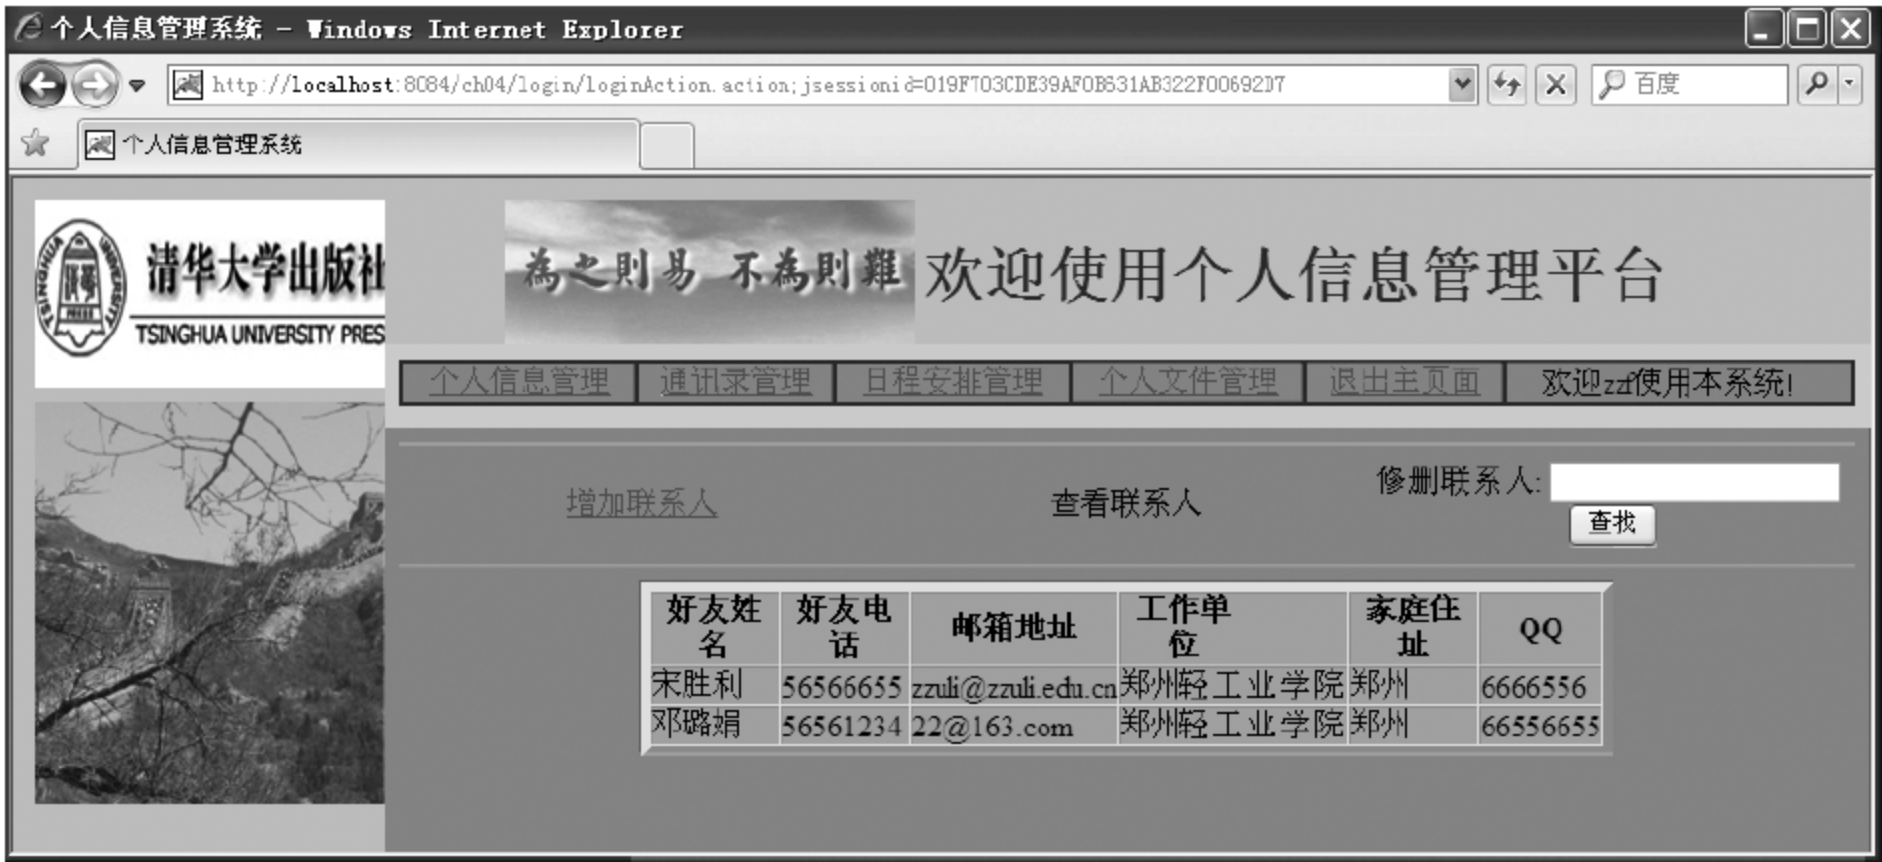 个人信息管理系统 - Windows Internet Explorer
http://localhost:8084/ch04/login/loginAction.action;jsessionid=019F703CDE39AF0B631AB322F00692D7
百度
个人信息管理系统
清华大学出版社
TSINGHUA UNIVERSITY PRES
為之則易 不為則難
欢迎使用个人信息管理平台
个人信息管理 通讯录管理 日程安排管理 个人文件管理 退出主页面 欢迎zzf使用本系统!
增加联系人 查看联系人 修删联系人:
查找
好友姓名 好友电话 邮箱地址 工作单位 家庭住址 QQ
宋胜利 56566655 zzuli@zzuli.edu.cn 郑州轻工业学院 郑州 6666556
邓璐娟 56561234 22@163.com 郑州轻工业学院 郑州 66556655